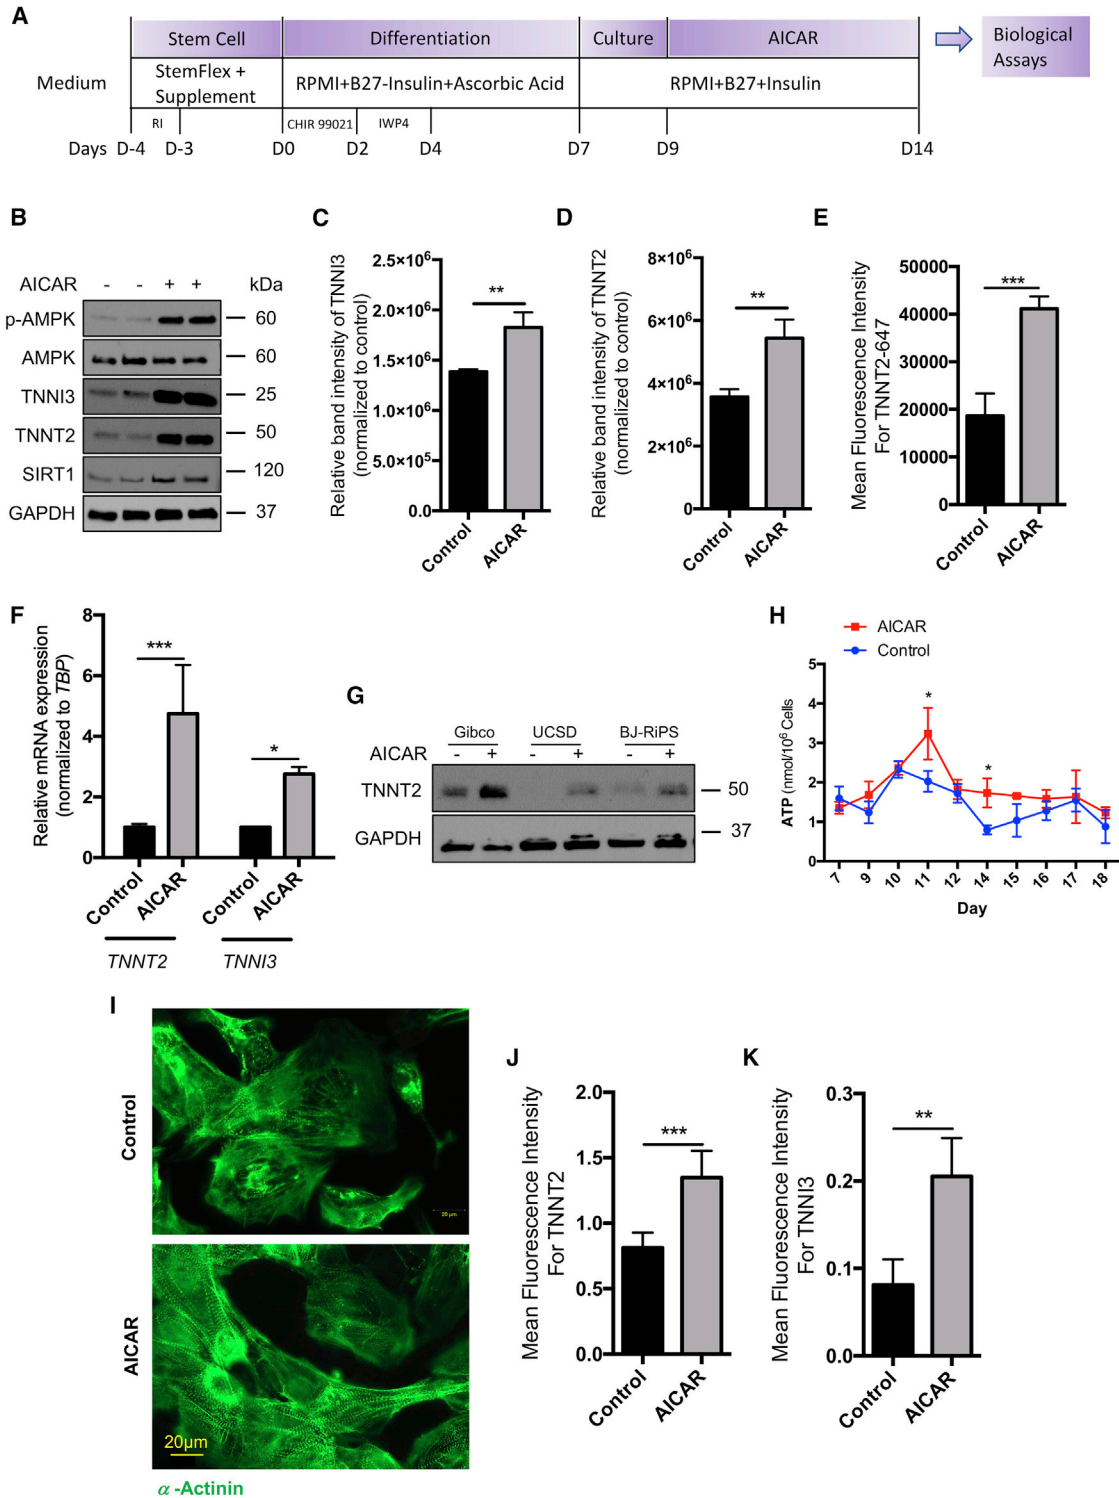 A
Stem Cell Differentiation Culture AICAR Biological
Assays
Medium StemFlex +
Supplement RPMI+B27-Insulin+Ascorbic Acid RPMI+B27+Insulin
RI CHIR 99021 IWP4
Days D-4 D-3 D0 D2 D4 D7 D9 D14
B
AICAR - - + + kDa
p-AMPK 60
AMPK 60
TNNI3 25
TNNT2 50
SIRT1 120
GAPDH 37
C
Relative band intensity of TNNI3
(normalized to control)
2.5×10⁶
2.0×10⁶
1.5×10⁶
1.0×10⁶
5.0×10⁵
0.0
**
Control AICAR
D
Relative band intensity of TNNT2
(normalized to control)
8×10⁶
6×10⁶
4×10⁶
2×10⁶
0
**
Control AICAR
E
Mean Fluorescence Intensity
For TNNT2-647
50000
40000
30000
20000
10000
0
***
Control AICAR
F
Relative mRNA expression
(normalized to TBP)
8
6
4
2
0
***
*
Control AICAR Control AICAR
TNNT2 TNNI3
G
Gibco UCSD BJ-RiPS
AICAR - + - + - +
TNNT2 50
GAPDH 37
H
AICAR
Control
ATP (nmol/10⁶ Cells
5
4
3
2
1
0
* *
7 9 10 11 12 14 15 16 17 18
Day
I
Control
20 µm
AICAR
20µm
α-Actinin
J
Mean Fluorescence Intensity
For TNNT2
2.0
1.5
1.0
0.5
0.0
***
Control AICAR
K
Mean Fluorescence Intensity
For TNNI3
0.3
0.2
0.1
0.0
**
Control AICAR